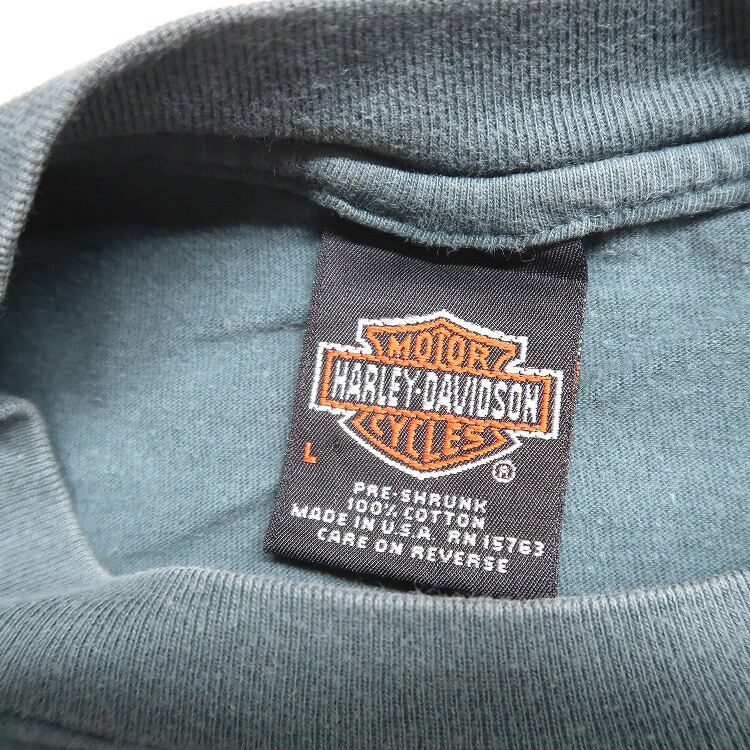 MOTOR
HARLEY-DAVIDSON
CYCLES
L
®
PRE-SHRUNK
100% COTTON
MADE IN U.S.A. RN 15763
CARE ON REVERSE